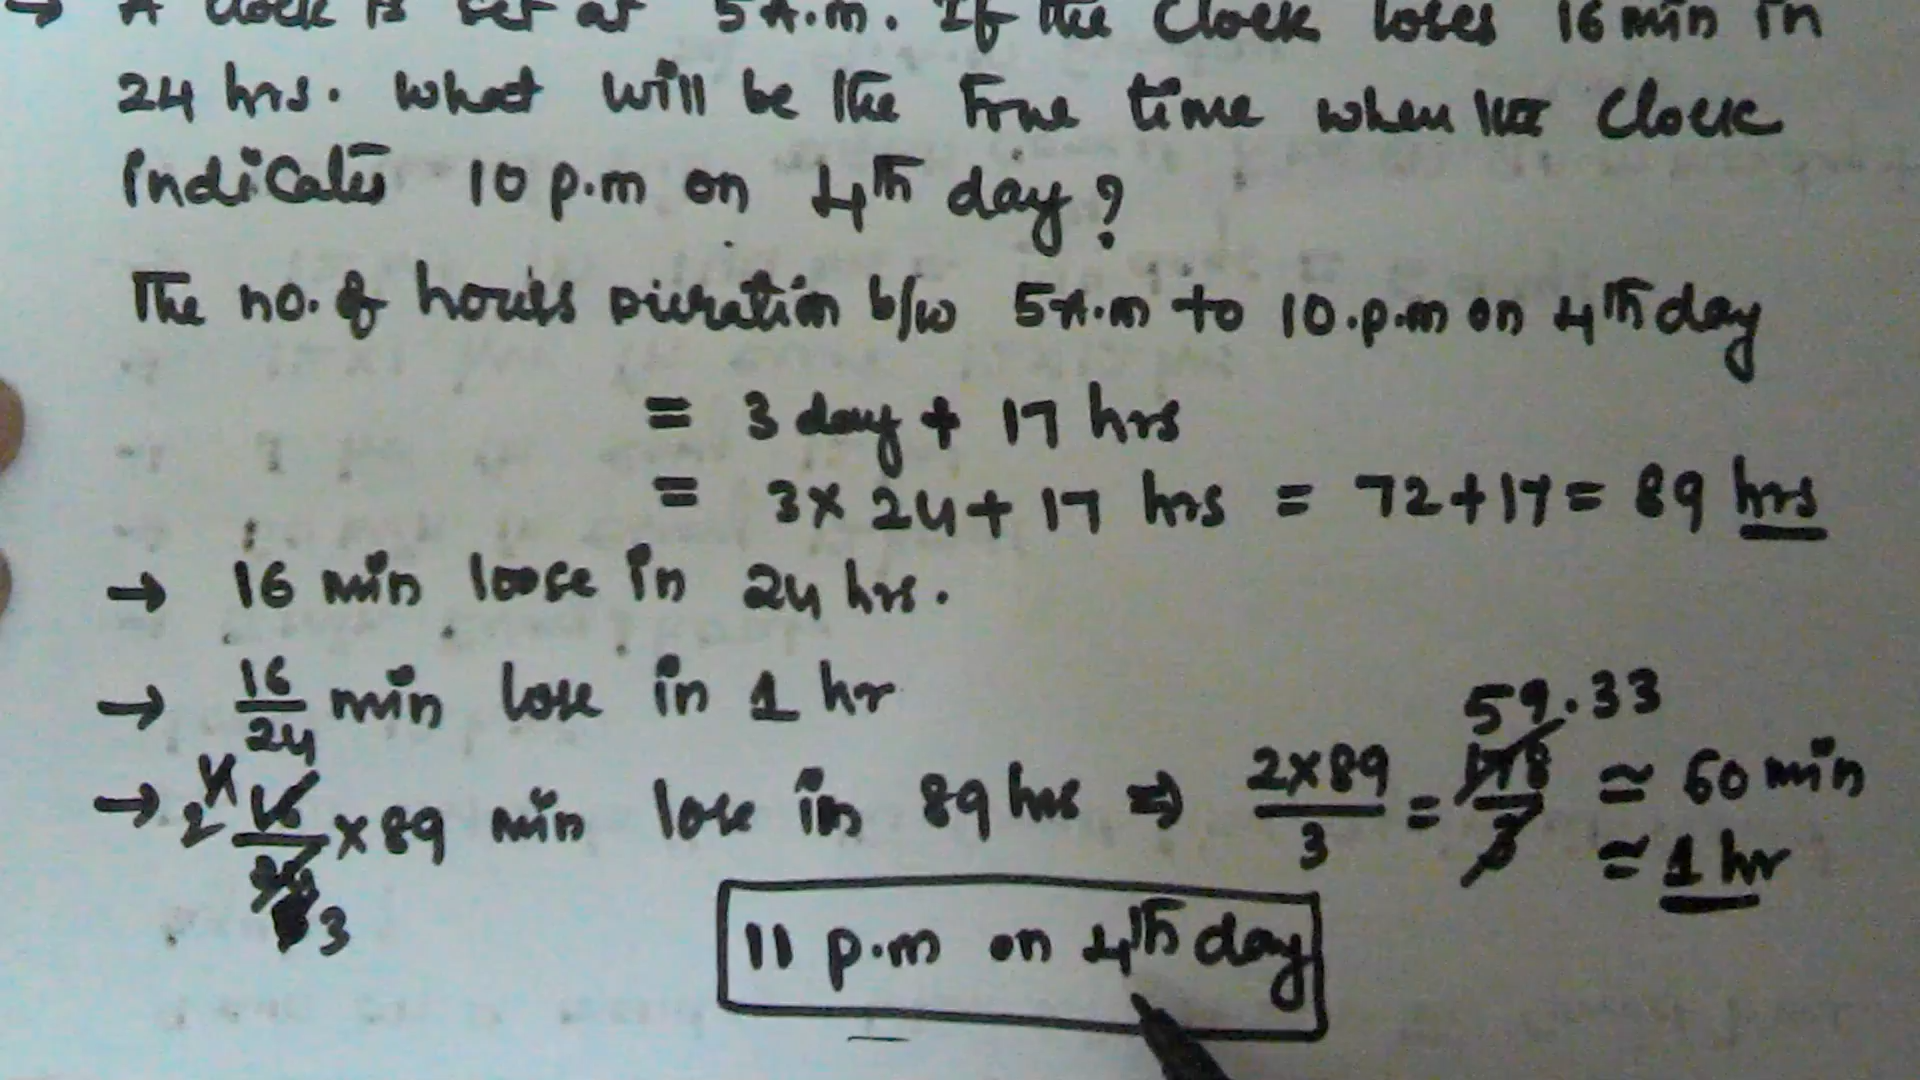 → A clock is set at 5 A.m. If the clock loses 16 min in
24 hrs. What will be the true time when the clock
indicates 10 p.m on 4th day?
The no. of hours Duration b/w 5 A.m to 10.p.m on 4th day
= 3 day + 17 hrs
= 3 x 24 + 17 hrs = 72 + 17 = 89 hrs
→ 16 min loose in 24 hrs.
→ 16/24 min lose in 1 hr
→ 16/24 x 89 min lose in 89 hrs ⇒ 2x89/3 = 178/3 59.33 ≃ 60 min
2 4 3
≃ 1 hr
11 p.m on 4th day